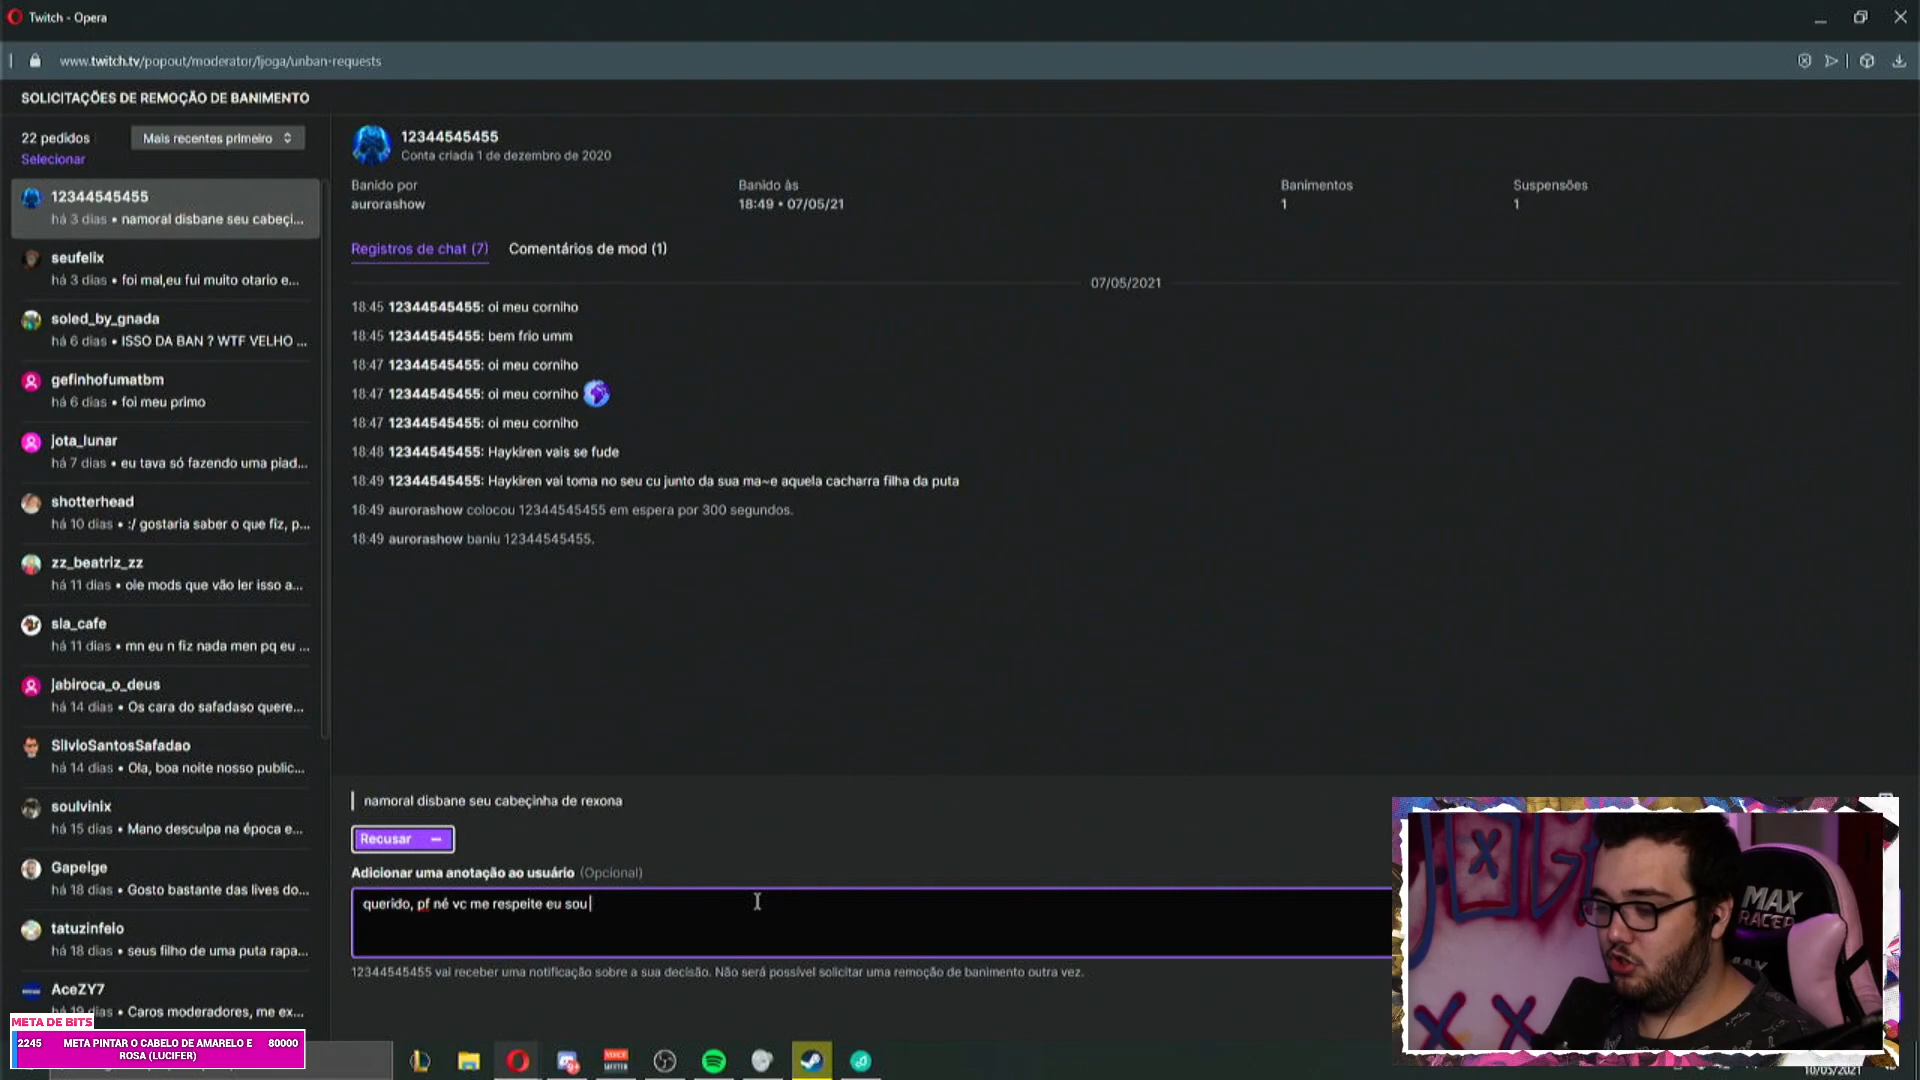 Twitch - Opera
www.twitch.tv/popout/moderator/ljoga/unban-requests
SOLICITAÇÕES DE REMOÇÃO DE BANIMENTO
22 pedidos
Mais recentes primeiro
Selecionar
12344545455
há 3 dias • namoral disbane seu cabeçi...
seufelix
há 3 dias • foi mal,eu fui muito otario e...
soled_by_gnada
há 6 dias • ISSO DA BAN ? WTF VELHO ...
gefinhofumatbm
há 6 dias • foi meu primo
jota_lunar
há 7 dias • eu tava só fazendo uma piad...
shotterhead
há 10 dias • :/ gostaria saber o que fiz, p...
zz_beatriz_zz
há 11 dias • oie mods que vão ler isso a...
sla_cafe
há 11 dias • mn eu n fiz nada men pq eu ...
jabiroca_o_deus
há 14 dias • Os cara do safadaso quere...
SilvioSantosSafadao
há 14 dias • Ola, boa noite nosso public...
soulvinix
há 15 dias • Mano desculpa na época e...
Gapeige
há 18 dias • Gosto bastante das lives do...
tatuzinfeio
há 18 dias • seus filho de uma puta rapa...
AceZY7
há 19 dias • Caros moderadores, me ex...
12344545455
Conta criada 1 de dezembro de 2020
Banido por
aurorashow
Banido às
18:49 • 07/05/21
Banimentos
1
Suspensões
1
Registros de chat (7)
Comentários de mod (1)
07/05/2021
18:45 12344545455: oi meu corniho
18:45 12344545455: bem frio umm
18:47 12344545455: oi meu corniho
18:47 12344545455: oi meu corniho
18:47 12344545455: oi meu corniho
18:48 12344545455: Haykiren vais se fude
18:49 12344545455: Haykiren vai toma no seu cu junto da sua ma~e aquela cacharra filha da puta
18:49 aurorashow colocou 12344545455 em espera por 300 segundos.
18:49 aurorashow baniu 12344545455.
namoral disbane seu cabeçinha de rexona
Recusar
Adicionar uma anotação ao usuário (Opcional)
querido, pf né vc me respeite eu sou
12344545455 vai receber uma notificação sobre a sua decisão. Não será possível solicitar uma remoção de banimento outra vez.
META DE BITS
2245 META PINTAR O CABELO DE AMARELO E 80000
ROSA (LUCIFER)
MAX
RACER
10/05/2021